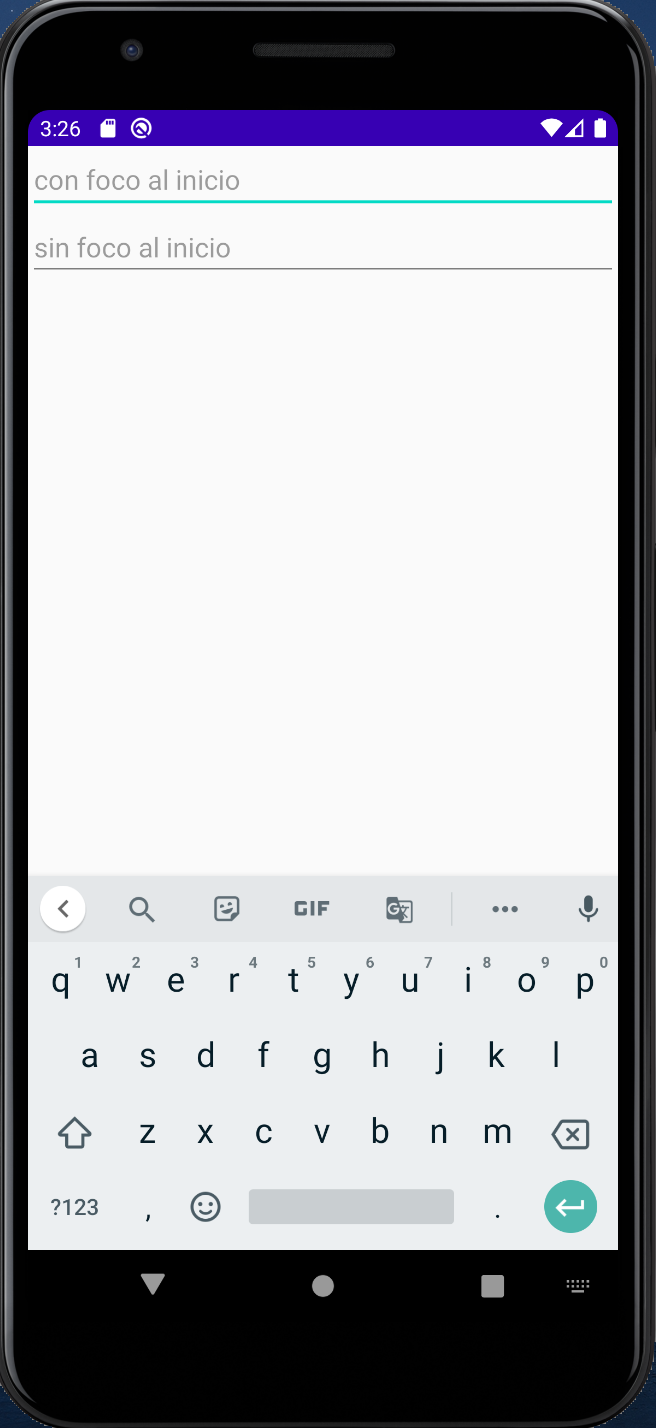 3:26
con foco al inicio
sin foco al inicio
GIF
G
1 2 3 4 5 6 7 8 9 0
q w e r t y u i o p
a s d f g h j k l
z x c v b n m
?123 , .